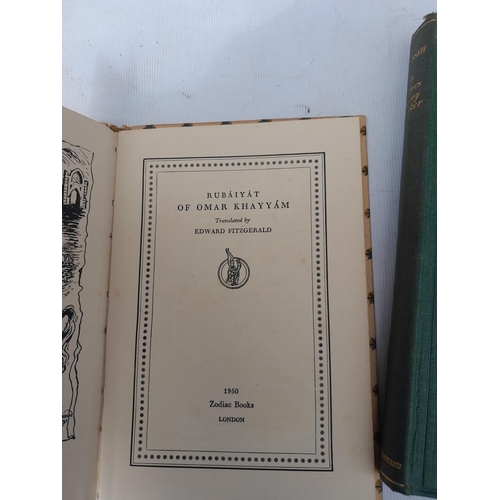 RUBÁIYÁT
OF OMAR KHAYYÁM
Translated by
EDWARD FITZGERALD
1950
Zodiac Books
LONDON